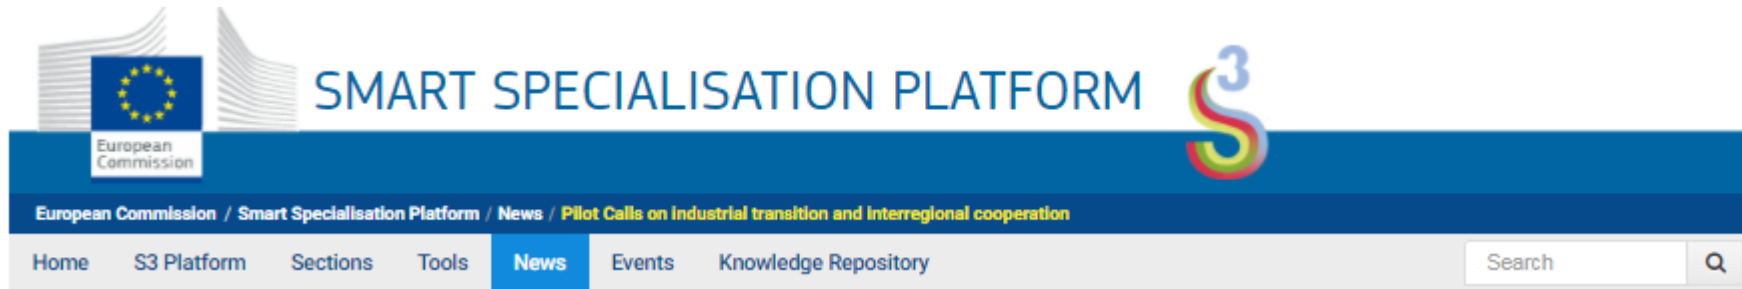 SMART SPECIALISATION PLATFORM S3
European
Commission
European Commission / Smart Specialisation Platform / News / Pilot Calls on industrial transition and interregional cooperation
Home S3 Platform Sections Tools News Events Knowledge Repository Search